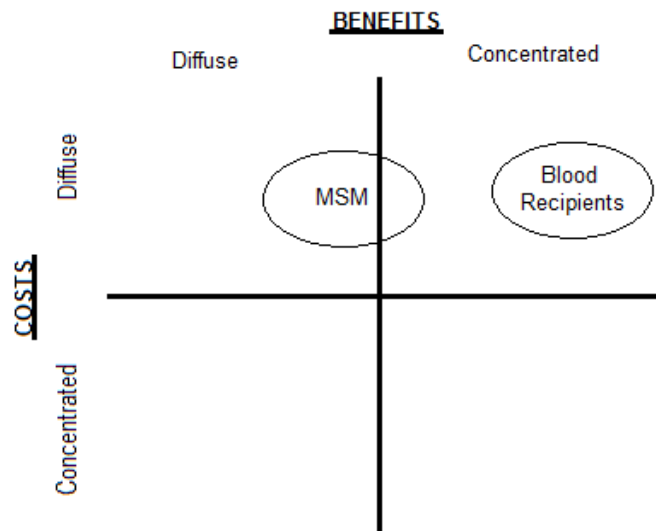 BENEFITS
Diffuse
Concentrated
Diffuse
MSM
Blood
Recipients
COSTS
Concentrated